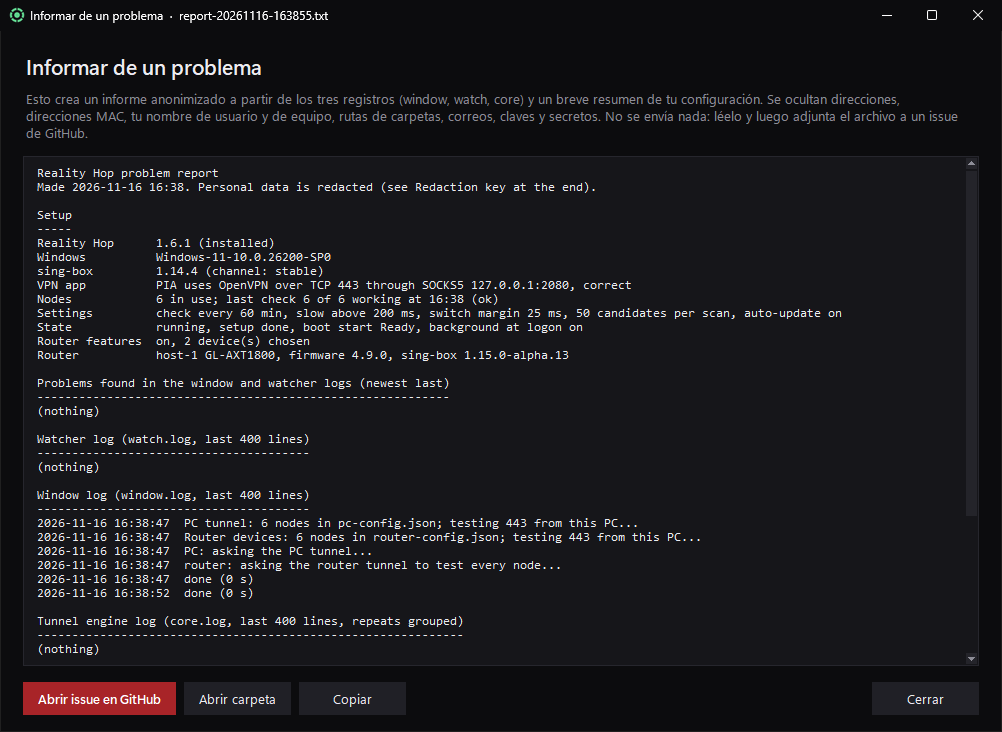 Informar de un problema · report-20261116-163855.txt
Informar de un problema
Esto crea un informe anonimizado a partir de los tres registros (window, watch, core) y un breve resumen de tu configuración. Se ocultan direcciones,
direcciones MAC, tu nombre de usuario y de equipo, rutas de carpetas, correos, claves y secretos. No se envía nada: léelo y luego adjunta el archivo a un issue
de GitHub.
Reality Hop problem report
Made 2026-11-16 16:38. Personal data is redacted (see Redaction key at the end).
Setup
-----
Reality Hop 1.6.1 (installed)
Windows Windows-11-10.0.26200-SP0
sing-box 1.14.4 (channel: stable)
VPN app PIA uses OpenVPN over TCP 443 through SOCKS5 127.0.0.1:2080, correct
Nodes 6 in use; last check 6 of 6 working at 16:38 (ok)
Settings check every 60 min, slow above 200 ms, switch margin 25 ms, 50 candidates per scan, auto-update on
State running, setup done, boot start Ready, background at logon on
Router features on, 2 device(s) chosen
Router host-1 GL-AXT1800, firmware 4.9.0, sing-box 1.15.0-alpha.13
Problems found in the window and watcher logs (newest last)
-----------------------------------------------------------
(nothing)
Watcher log (watch.log, last 400 lines)
---------------------------------------
(nothing)
Window log (window.log, last 400 lines)
---------------------------------------
2026-11-16 16:38:47 PC tunnel: 6 nodes in pc-config.json; testing 443 from this PC...
2026-11-16 16:38:47 Router devices: 6 nodes in router-config.json; testing 443 from this PC...
2026-11-16 16:38:47 PC: asking the PC tunnel...
2026-11-16 16:38:47 router: asking the router tunnel to test every node...
2026-11-16 16:38:47 done (0 s)
2026-11-16 16:38:52 done (0 s)
Tunnel engine log (core.log, last 400 lines, repeats grouped)
-------------------------------------------------------------
(nothing)
Abrir issue en GitHub
Abrir carpeta
Copiar
Cerrar